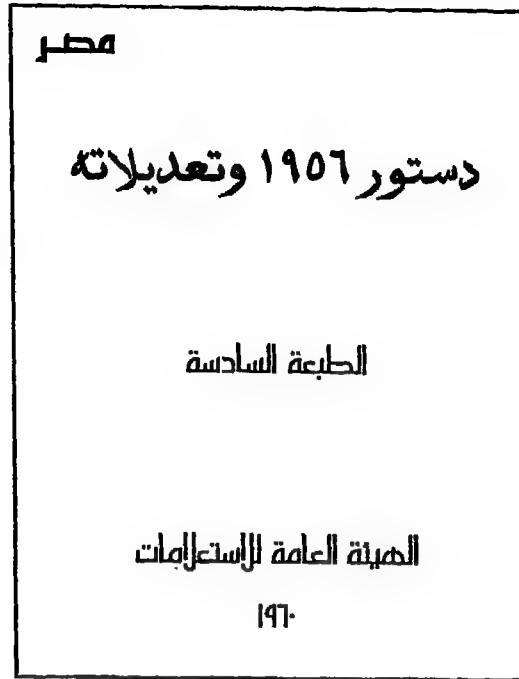 مصر
دستور ١٩٥٦ وتعديلاته
الطبعة السادسة
الهيئة العامة للاستعلامات
١٩٦٠